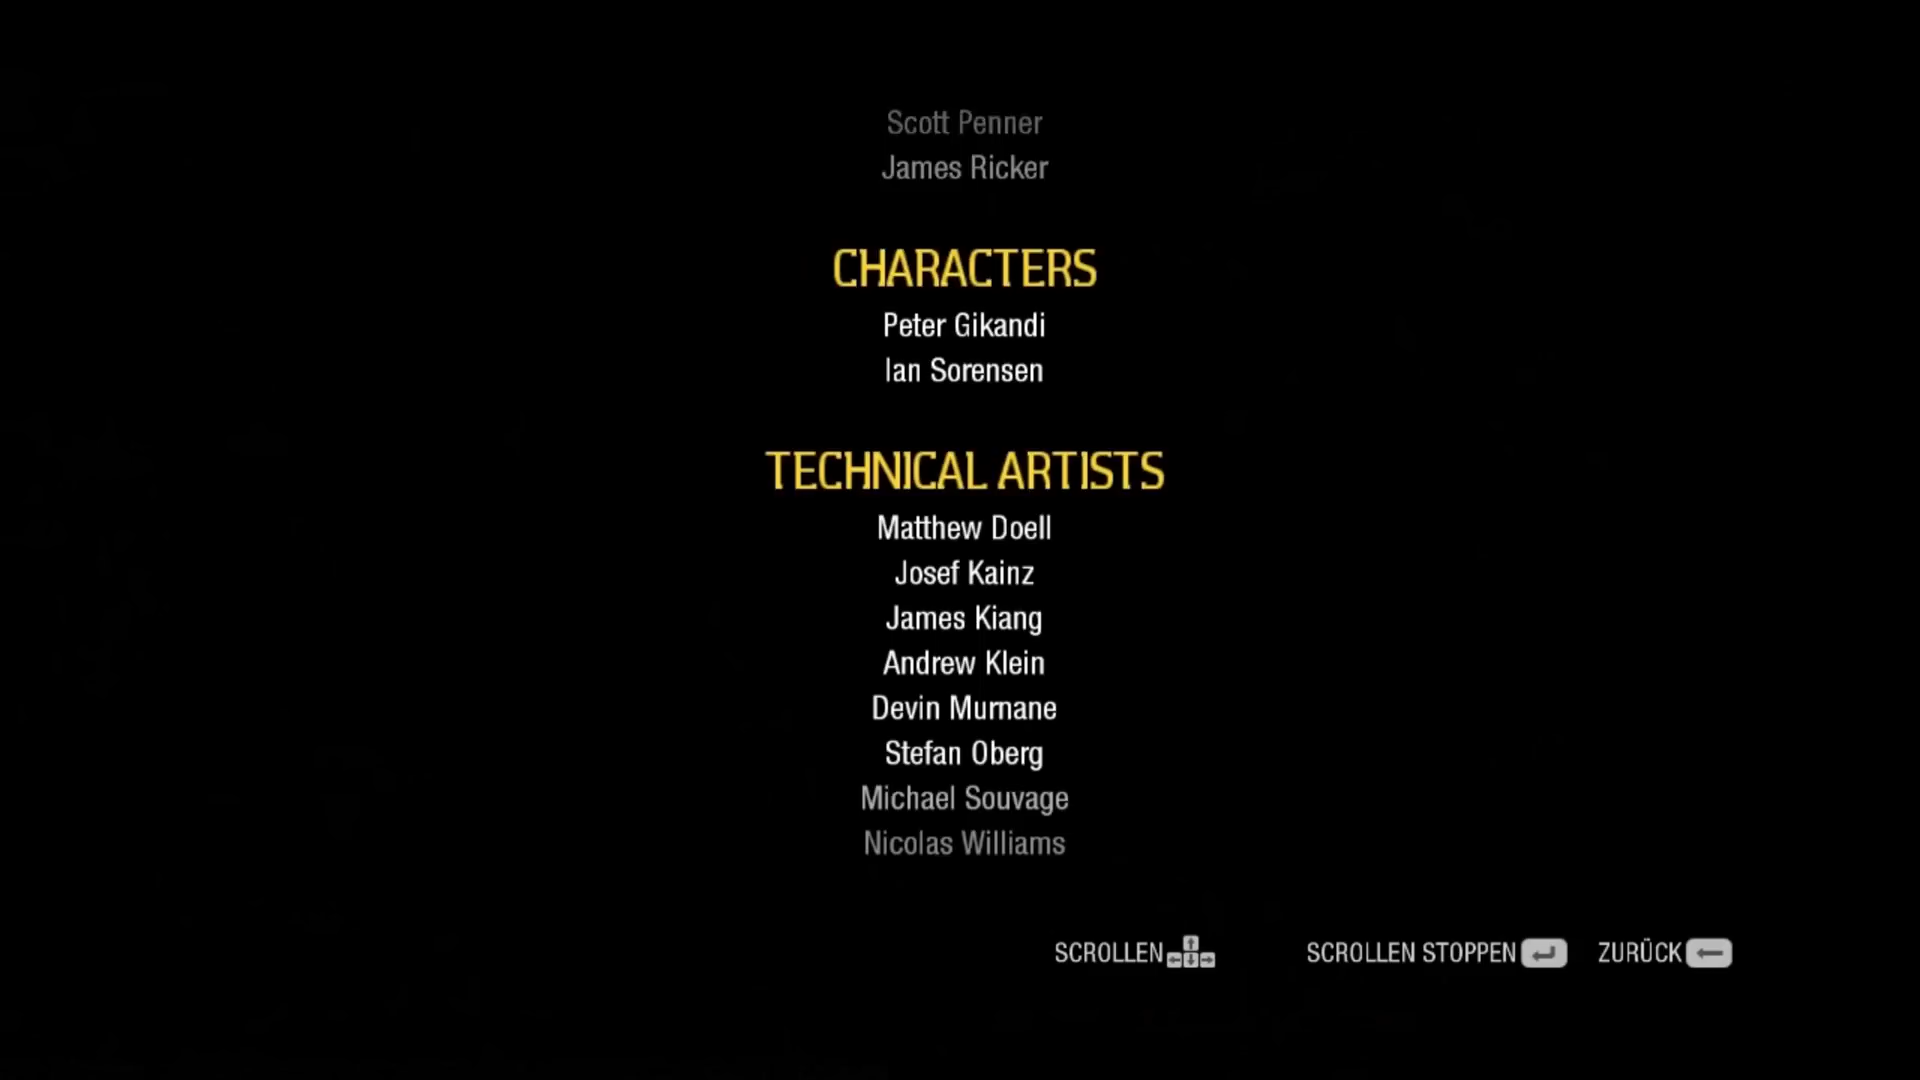 Scott Penner
James Ricker
CHARACTERS
Peter Gikandi
Ian Sorensen
TECHNICAL ARTISTS
Matthew Doell
Josef Kainz
James Kiang
Andrew Klein
Devin Murnane
Stefan Oberg
Michael Souvage
Nicolas Williams
SCROLLEN SCROLLEN STOPPEN ZURÜCK